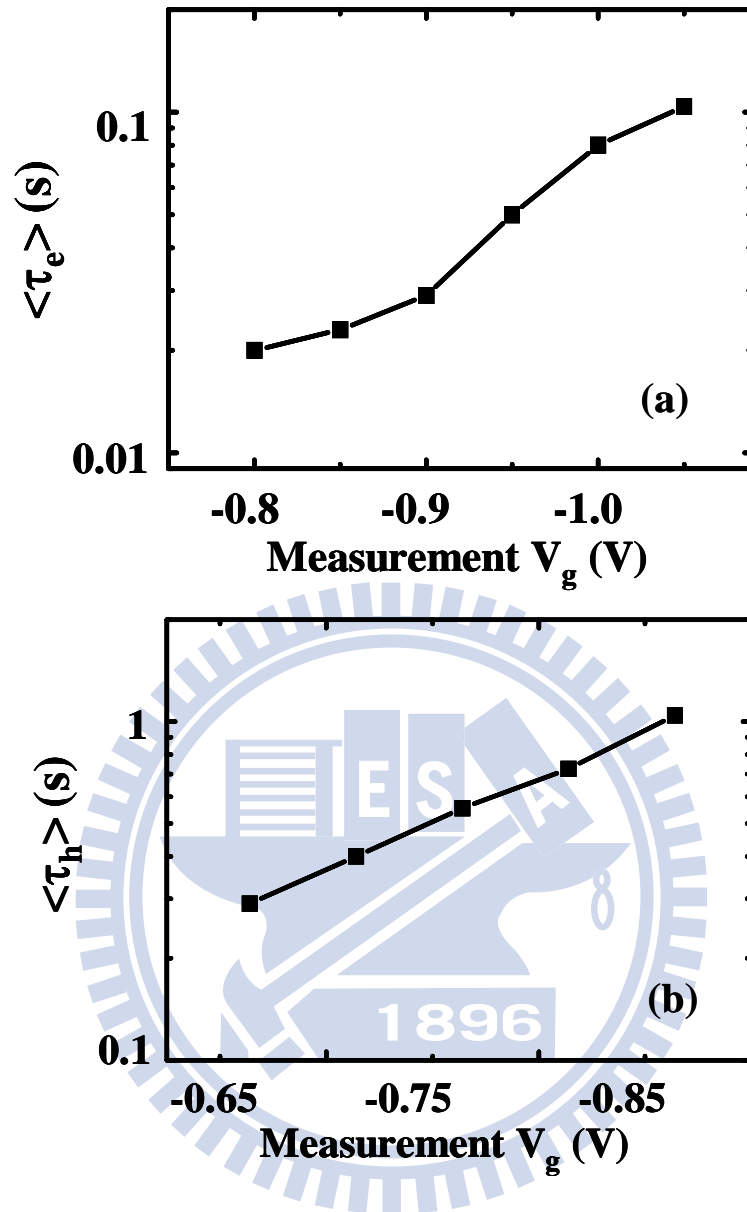 0.1
0.01
<τe> (s)
(a)
-0.8 -0.9 -1.0
Measurement Vg (V)
1
0.1
<τh> (s)
E S A
1896
(b)
-0.65 -0.75 -0.85
Measurement Vg (V)